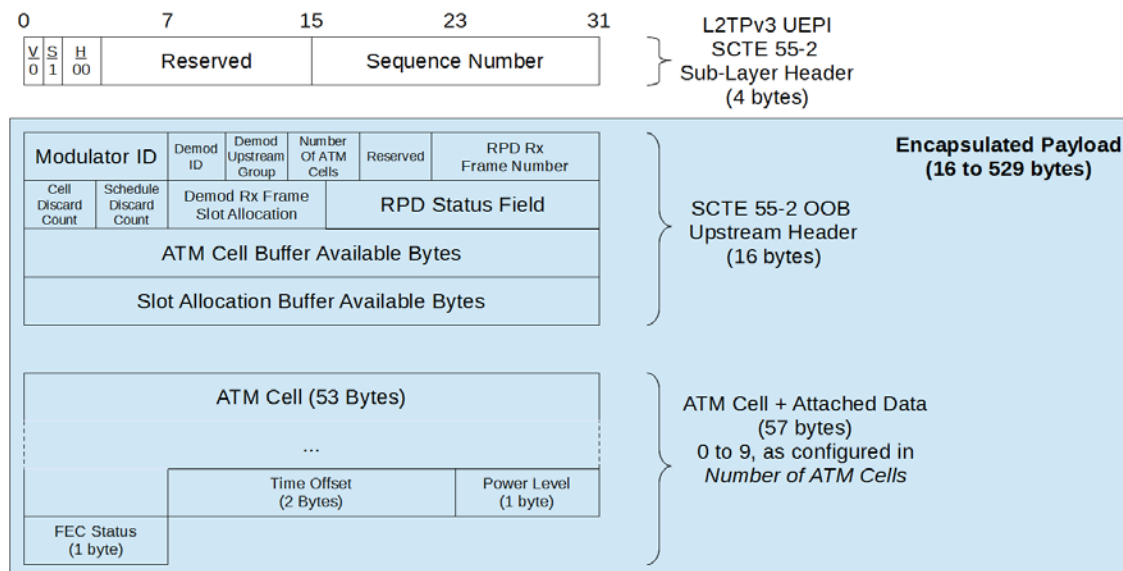 0 7 15 23 31
V
0
S
1
H
00
Reserved
Sequence Number
L2TPv3 UEPI
SCTE 55-2
Sub-Layer Header
(4 bytes)
Encapsulated Payload
(16 to 529 bytes)
Modulator ID
Demod
ID
Demod
Upstream
Group
Number
Of ATM
Cells
Reserved
RPD Rx
Frame Number
Cell
Discard
Count
Schedule
Discard
Count
Demod Rx Frame
Slot Allocation
RPD Status Field
ATM Cell Buffer Available Bytes
Slot Allocation Buffer Available Bytes
SCTE 55-2 OOB
Upstream Header
(16 bytes)
ATM Cell (53 Bytes)
...
Time Offset
(2 Bytes)
Power Level
(1 byte)
FEC Status
(1 byte)
ATM Cell + Attached Data
(57 bytes)
0 to 9, as configured in
Number of ATM Cells